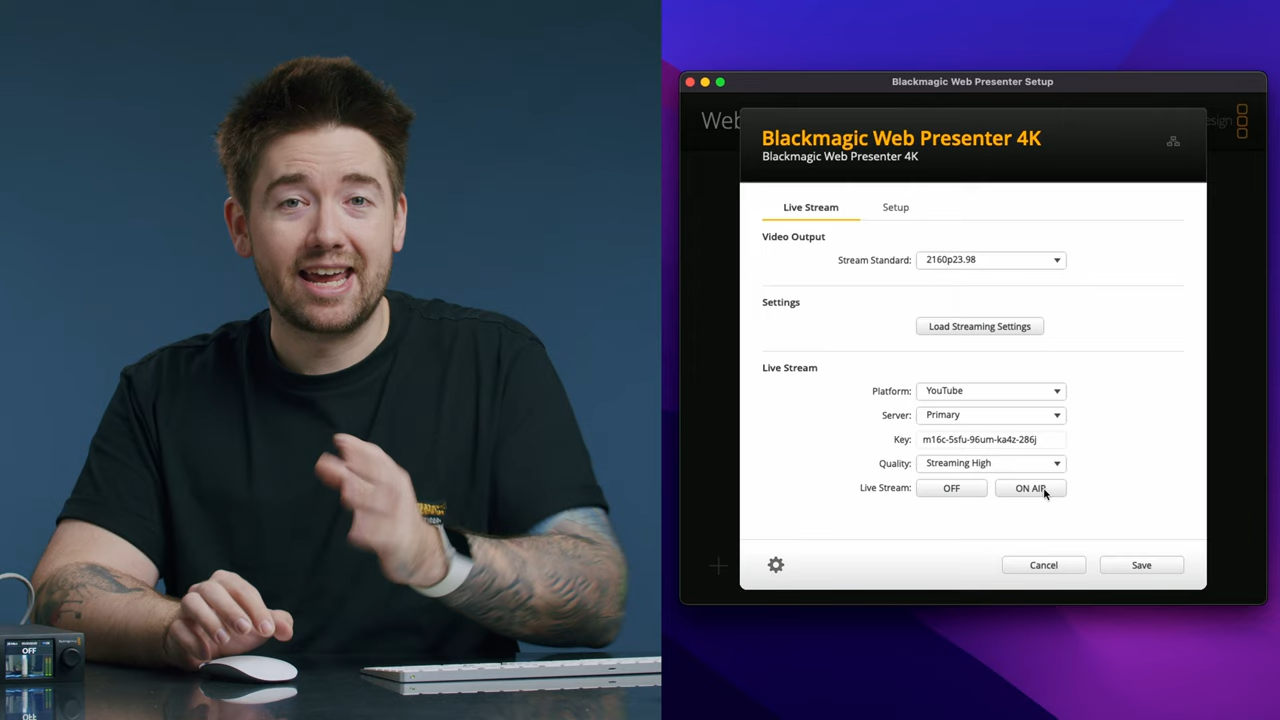 Blackmagic Web Presenter Setup
Web
esign
Blackmagic Web Presenter 4K
Blackmagic Web Presenter 4K
Live Stream
Setup
Video Output
Stream Standard: 2160p23.98
Settings
Load Streaming Settings
Live Stream
Platform: YouTube
Server: Primary
Key: m16c-5sfu-96um-ka4z-286j
Quality: Streaming High
Live Stream: OFF ON AIR
Cancel
Save
OFF